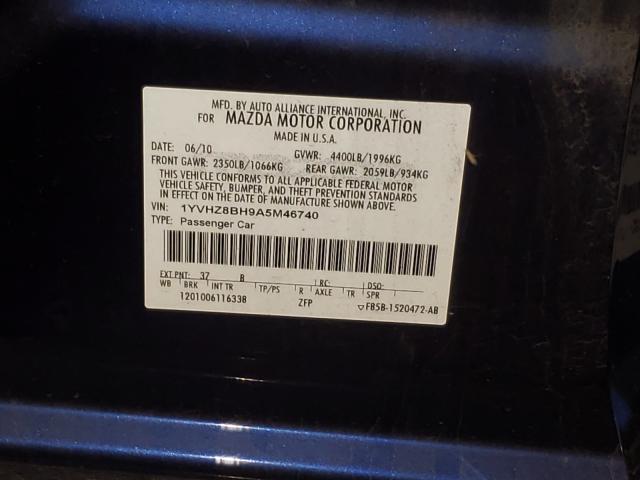 MFD. BY AUTO ALLIANCE INTERNATIONAL, INC.
FOR MAZDA MOTOR CORPORATION
MADE IN U.S.A.
DATE: 06/10 GVWR: 4400LB/1996KG
FRONT GAWR: 2350LB/1066KG REAR GAWR: 2059LB/934KG
THIS VEHICLE CONFORMS TO ALL APPLICABLE FEDERAL MOTOR
VEHICLE SAFETY, BUMPER, AND THEFT PREVENTION STANDARDS
IN EFFECT ON THE DATE OF MANUFACTURE SHOWN ABOVE.
VIN: 1YVHZ8BH9A5M46740
TYPE: Passenger Car
EXT PNT: 37 B RC: DSO:
WB BRK INT TR TP/PS R AXLE TR SPR
1201006116338 ZFP ▽ FB5B-1520472-AB